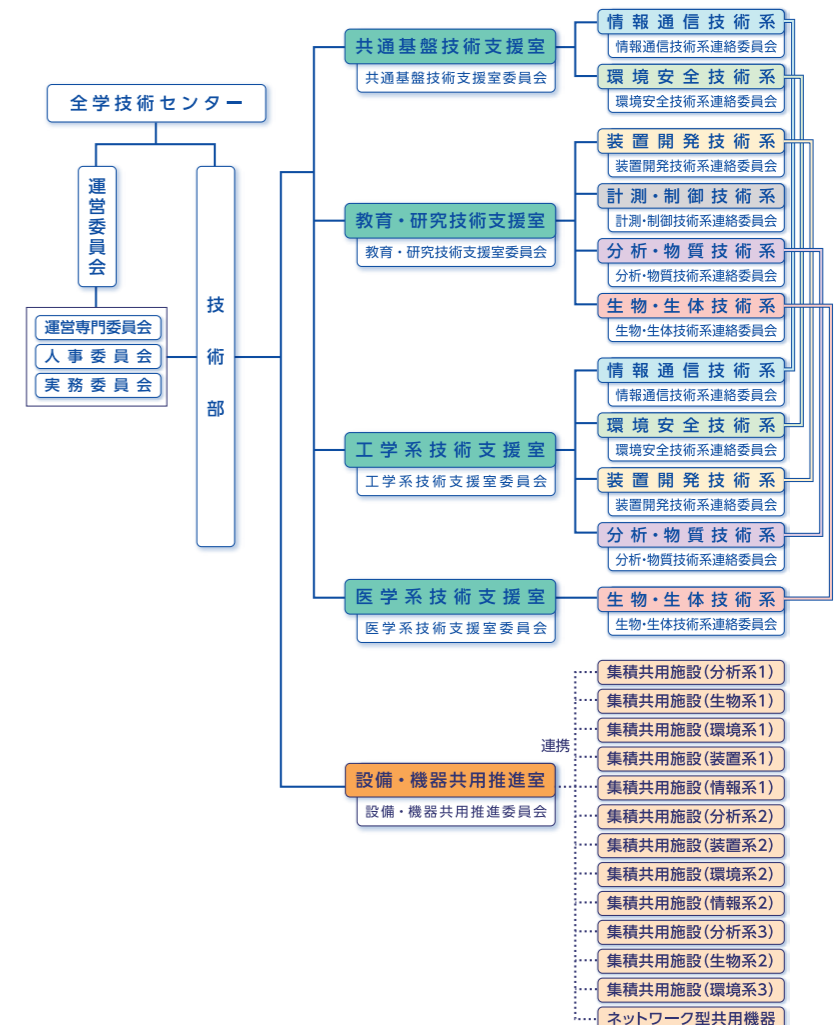 全学技術センター
運営委員会
運営専門委員会
人事委員会
実務委員会
技術部
共通基盤技術支援室
共通基盤技術支援室委員会
情報通信技術系
情報通信技術系連絡委員会
環境安全技術系
環境安全技術系連絡委員会
教育・研究技術支援室
教育・研究技術支援室委員会
装置開発技術系
装置開発技術系連絡委員会
計測・制御技術系
計測・制御技術系連絡委員会
分析・物質技術系
分析・物質技術系連絡委員会
生物・生体技術系
生物・生体技術系連絡委員会
工学系技術支援室
工学系技術支援室委員会
情報通信技術系
情報通信技術系連絡委員会
環境安全技術系
環境安全技術系連絡委員会
装置開発技術系
装置開発技術系連絡委員会
分析・物質技術系
分析・物質技術系連絡委員会
医学系技術支援室
医学系技術支援室委員会
生物・生体技術系
生物・生体技術系連絡委員会
設備・機器共用推進室
設備・機器共用推進委員会
連携
集積共用施設(分析系1)
集積共用施設(生物系1)
集積共用施設(環境系1)
集積共用施設(装置系1)
集積共用施設(情報系1)
集積共用施設(分析系2)
集積共用施設(装置系2)
集積共用施設(環境系2)
集積共用施設(情報系2)
集積共用施設(分析系3)
集積共用施設(生物系2)
集積共用施設(環境系3)
ネットワーク型共用機器